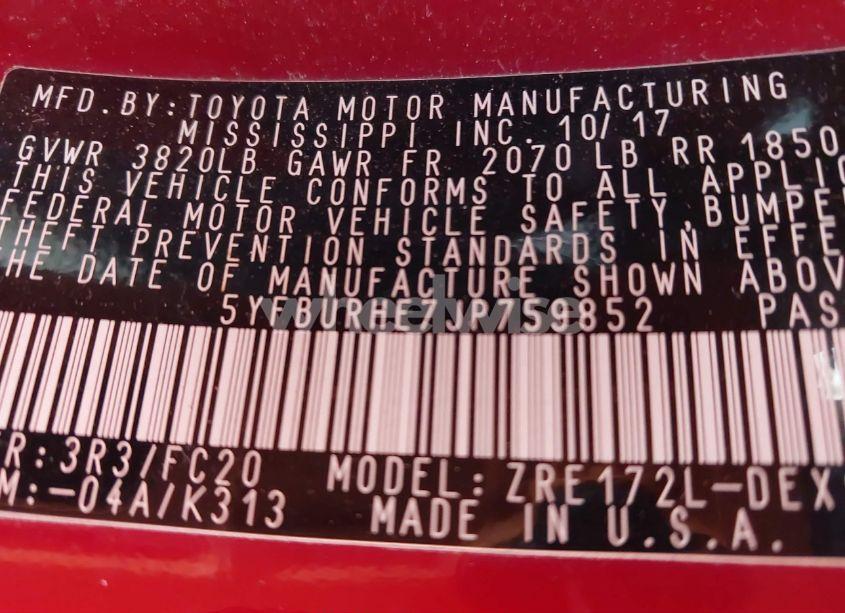 MFD.BY:TOYOTA MOTOR MANUFACTURING
MISSISSIPPI INC. 10/17
GVWR 3820LB GAWR FR 2070 LB RR 1850
THIS VEHICLE CONFORMS TO ALL APPLIC
FEDERAL MOTOR VEHICLE SAFETY,BUMPER
THEFT PREVENTION STANDARDS IN EFFE
HE DATE OF MANUFACTURE SHOWN ABOV
5YFBURHE7JP759852 PAS
wheelwise
R:3R3/FC20 MODEL:ZRE172L-DEX
M:-04A/K313 MADE IN U.S.A.